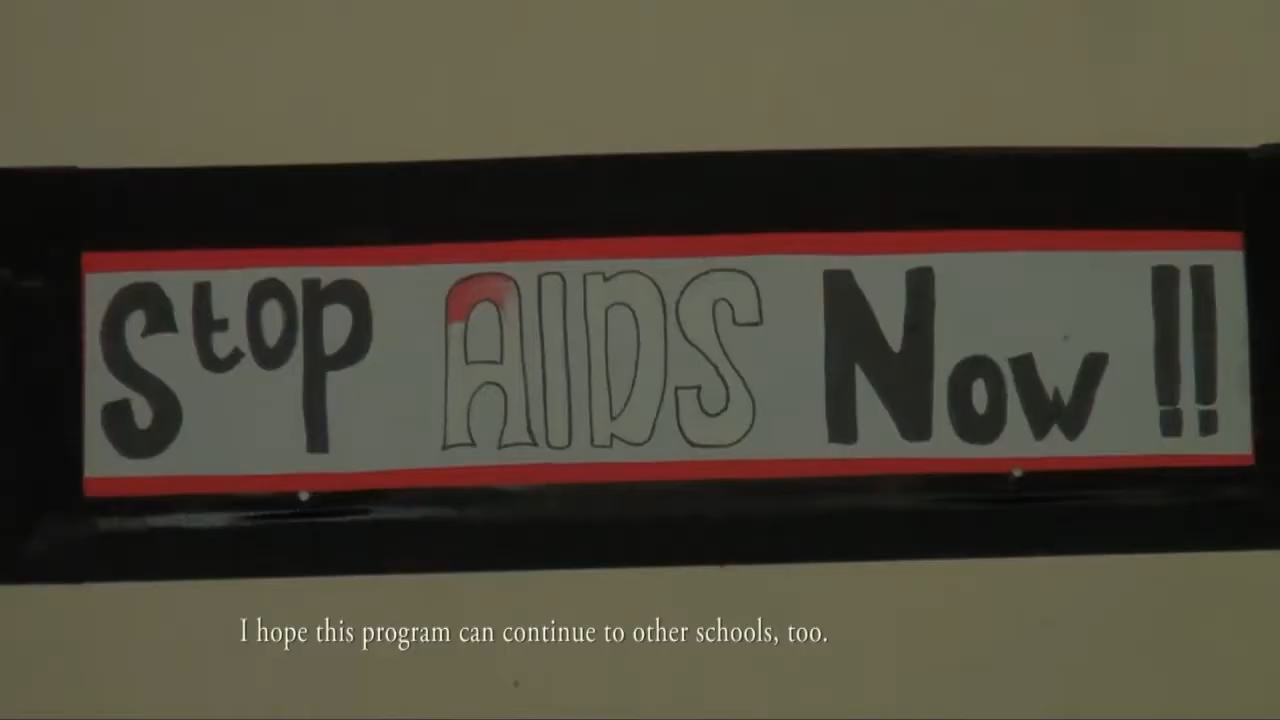 Stop AIDS Now !!
I hope this program can continue to other schools, too.